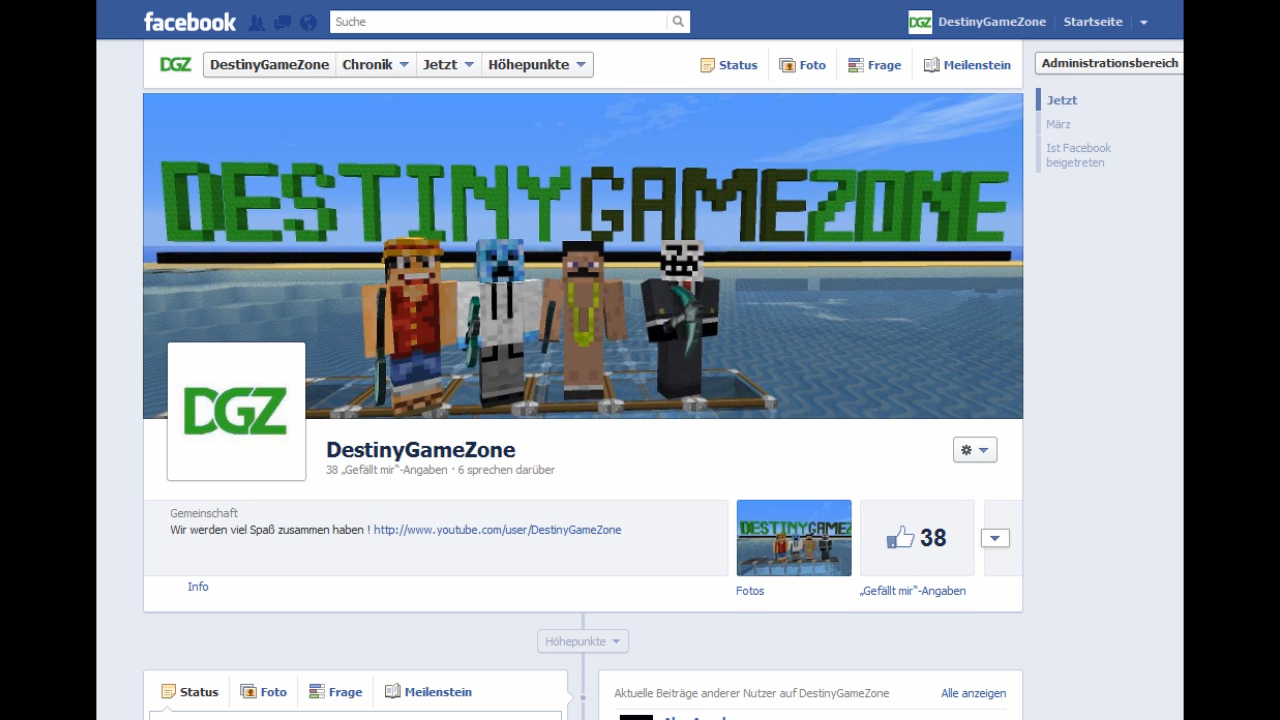 facebook Suche DGZ DestinyGameZone Startseite
DGZ DestinyGameZone Chronik Jetzt Höhepunkte Status Foto Frage Meilenstein Administrationsbereich
Jetzt
März
Ist Facebook
beigetreten
DESTINYGAMEZONE
DGZ
DestinyGameZone
38 „Gefällt mir“-Angaben · 6 sprechen darüber
Gemeinschaft
Wir werden viel Spaß zusammen haben ! http://www.youtube.com/user/DestinyGameZone
DESTINYGAMEZ
38
Info
Fotos „Gefällt mir“-Angaben
Höhepunkte
Status Foto Frage Meilenstein
Aktuelle Beiträge anderer Nutzer auf DestinyGameZone Alle anzeigen